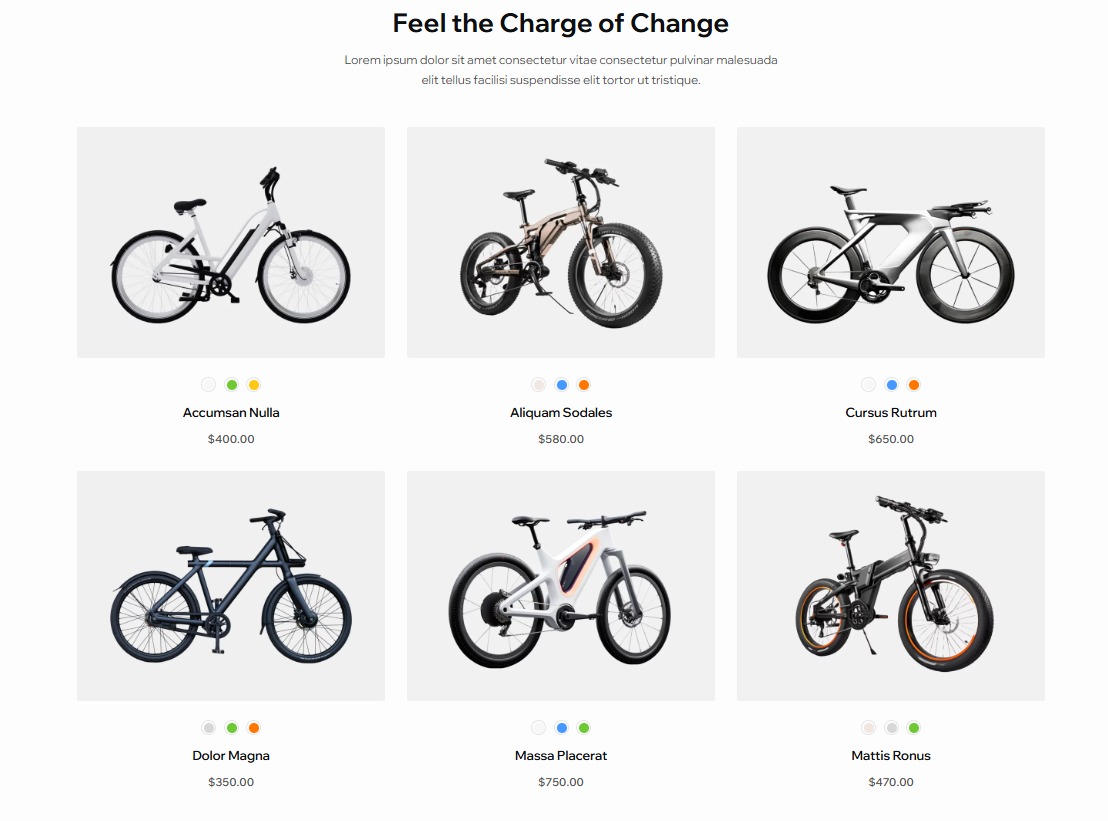 Feel the Charge of Change
Lorem ipsum dolor sit amet consectetur vitae consectetur pulvinar malesuada
elit tellus facilisi suspendisse elit tortor ut tristique.
Accumsan Nulla
$400.00
Aliquam Sodales
$580.00
Cursus Rutrum
$650.00
Dolor Magna
$350.00
Massa Placerat
$750.00
Mattis Ronus
$470.00